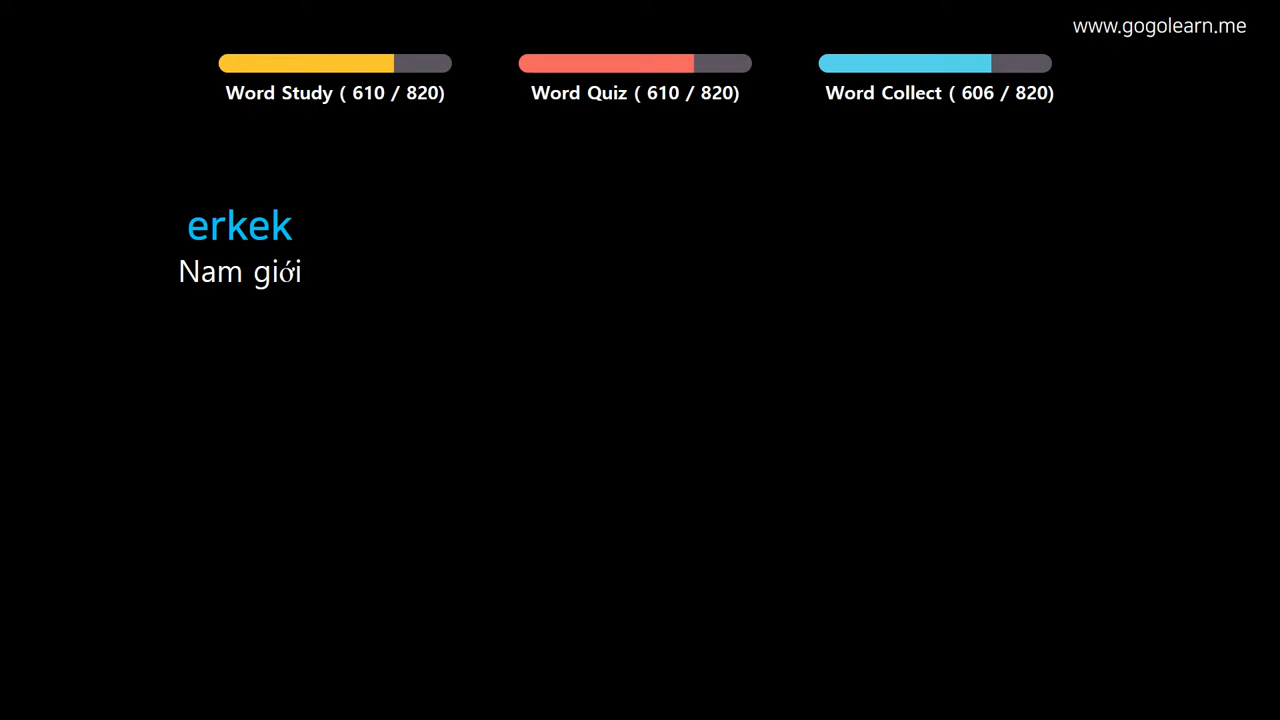 www.gogolearn.me
Word Study ( 610 / 820)
Word Quiz ( 610 / 820)
Word Collect ( 606 / 820)
erkek
Nam giới